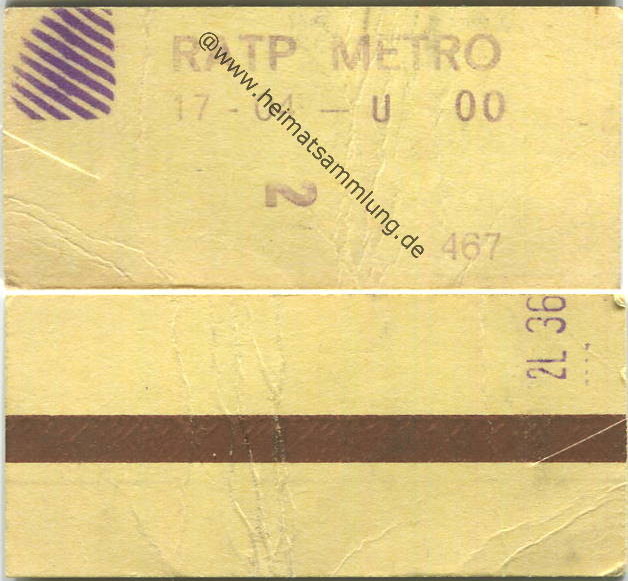 RATP METRO
17 - 04 - U 00
2
467
@www.heimatsammlung.de
2L 36